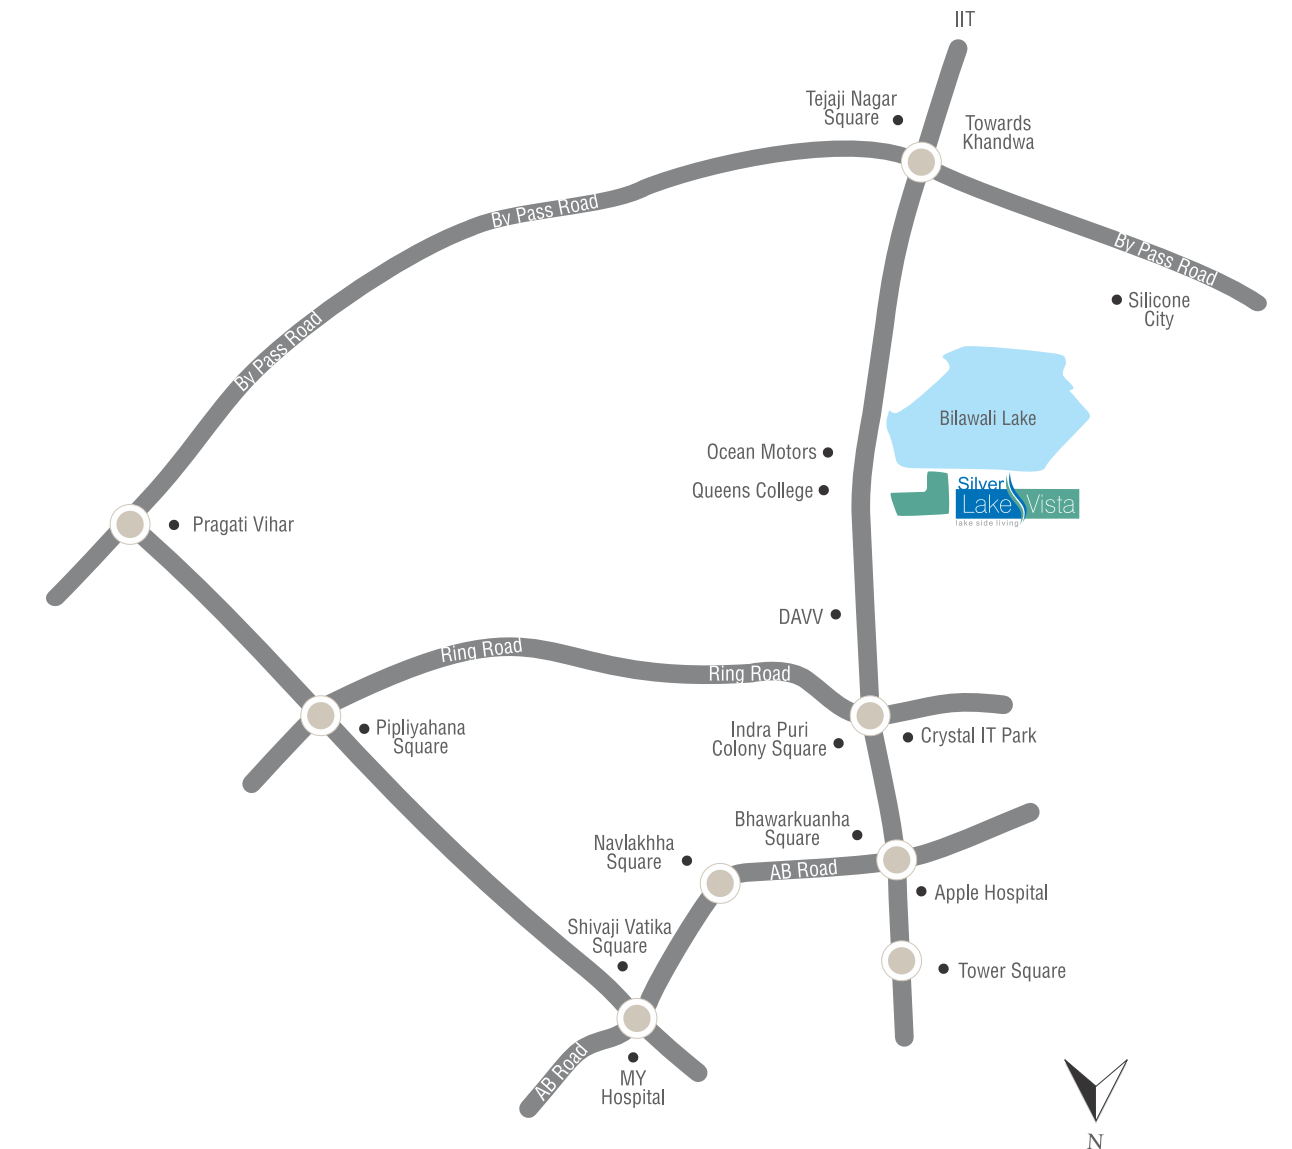 IIT
Tejaji Nagar
Square
Towards
Khandwa
By Pass Road
By Pass Road
Silicone
City
By Pass Road
Bilawali Lake
Ocean Motors
Queens College
Silver
Lake Vista
lake side living
Pragati Vihar
DAVV
Ring Road
Ring Road
Pipliyahana
Square
Indra Puri
Colony Square
Crystal IT Park
Bhawarkuanha
Square
Navlakhha
Square
AB Road
Apple Hospital
Shivaji Vatika
Square
Tower Square
AB Road
MY
Hospital
N